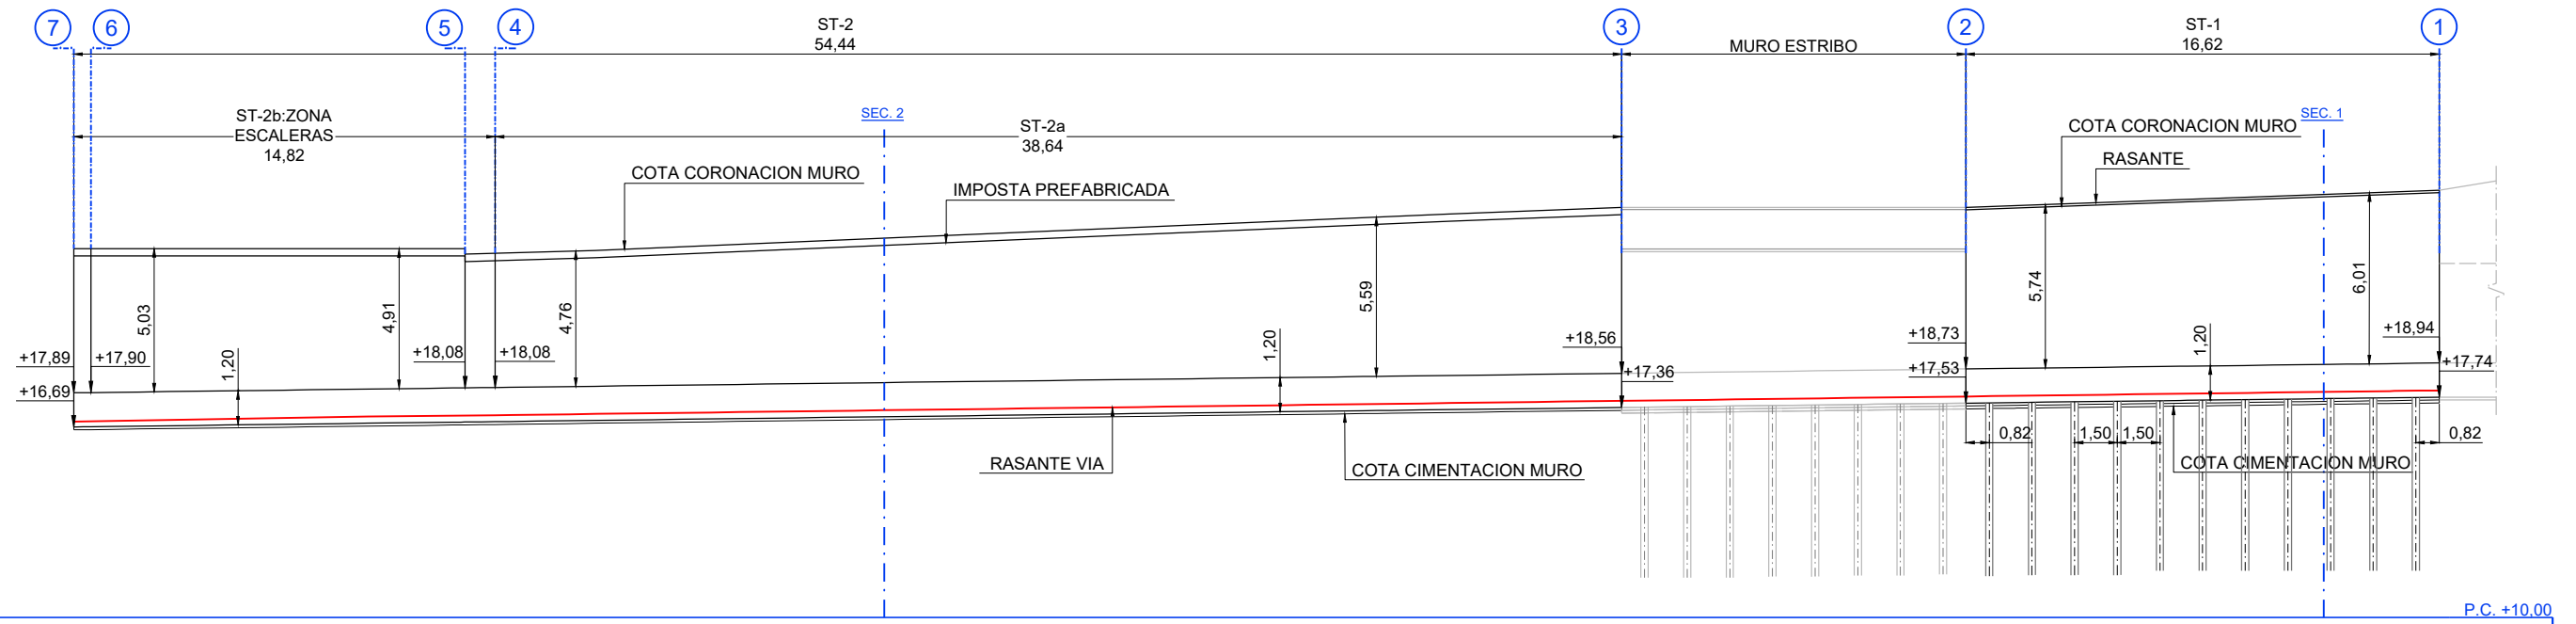 7
6
5
4
ST-2
54,44
3
MURO ESTRIBO
2
ST-1
16,62
1
ST-2b:ZONA
ESCALERAS
14,82
SEC. 2
ST-2a
38,64
SEC. 1
COTA CORONACION MURO
RASANTE
COTA CORONACION MURO
IMPOSTA PREFABRICADA
5,03
4,91
4,76
5,59
5,74
6,01
+17,89
+17,90
1,20
+18,08
+18,08
1,20
+18,56
+18,73
1,20
+18,94
+16,69
+17,36
+17,53
+17,74
0,82
1,50
1,50
0,82
RASANTE VIA
COTA CIMENTACION MURO
COTA CIMENTACION MURO
P.C. +10,00